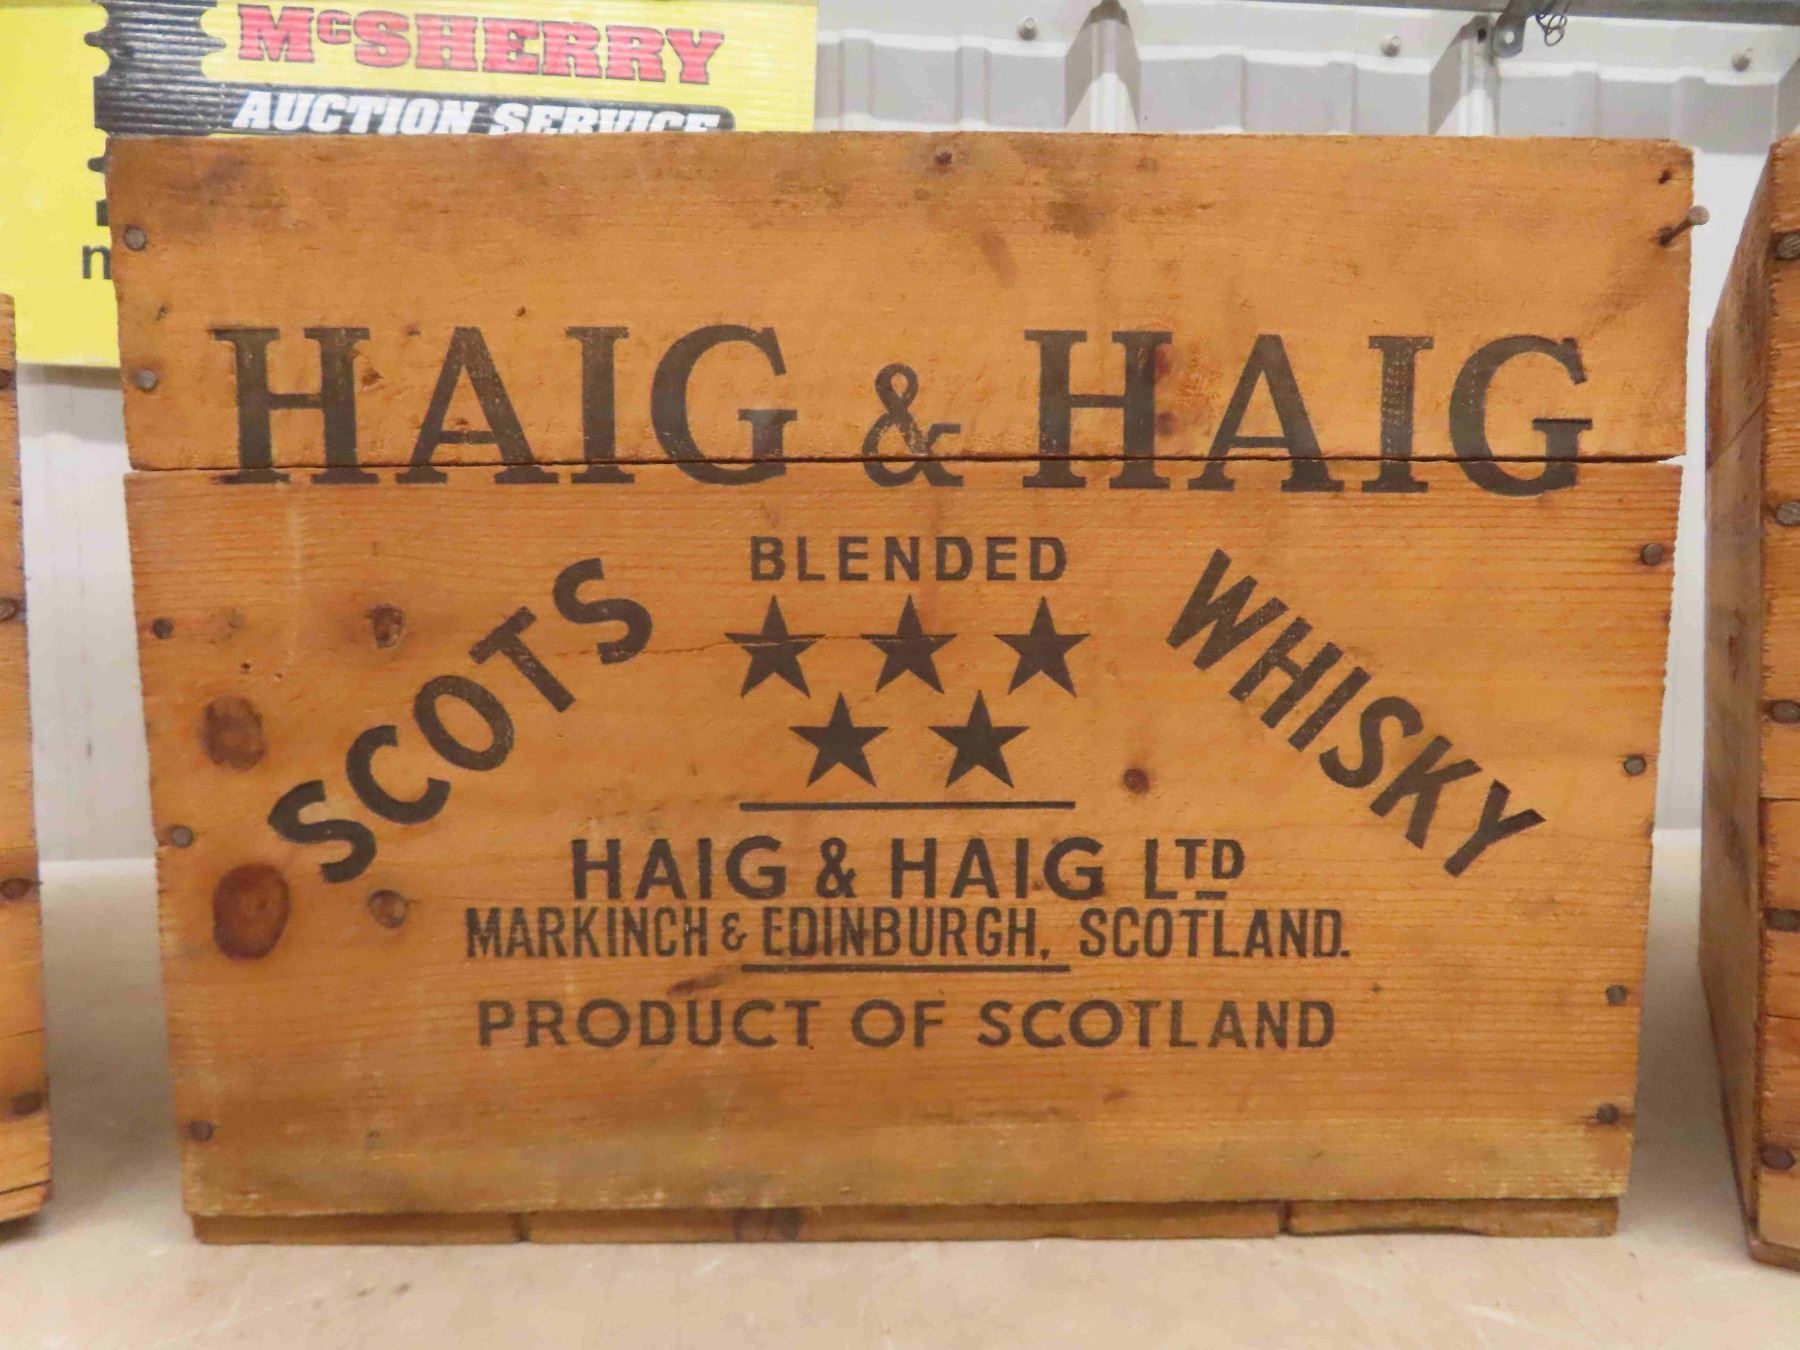 McSHERRY
AUCTION SERVICE
n
HAIG & HAIG
BLENDED
SCOTS WHISKY
HAIG & HAIG LTD
MARKINCH & EDINBURGH, SCOTLAND.
PRODUCT OF SCOTLAND